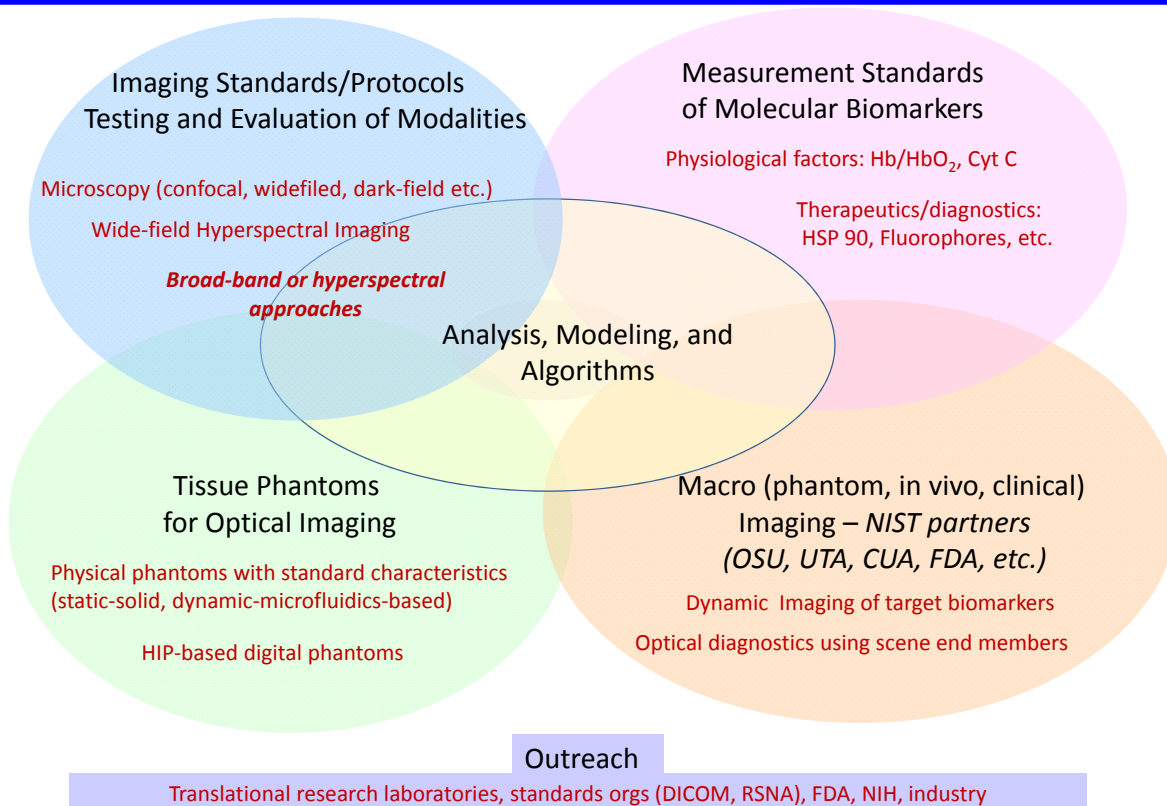 Imaging Standards/Protocols
Testing and Evaluation of Modalities
Microscopy (confocal, widefiled, dark-field etc.)
Wide-field Hyperspectral Imaging
Broad-band or hyperspectral
approaches
Measurement Standards
of Molecular Biomarkers
Physiological factors: Hb/HbO₂, Cyt C
Therapeutics/diagnostics:
HSP 90, Fluorophores, etc.
Analysis, Modeling, and
Algorithms
Tissue Phantoms
for Optical Imaging
Physical phantoms with standard characteristics
(static-solid, dynamic-microfluidics-based)
HIP-based digital phantoms
Macro (phantom, in vivo, clinical)
Imaging – NIST partners
(OSU, UTA, CUA, FDA, etc.)
Dynamic Imaging of target biomarkers
Optical diagnostics using scene end members
Outreach
Translational research laboratories, standards orgs (DICOM, RSNA), FDA, NIH, industry